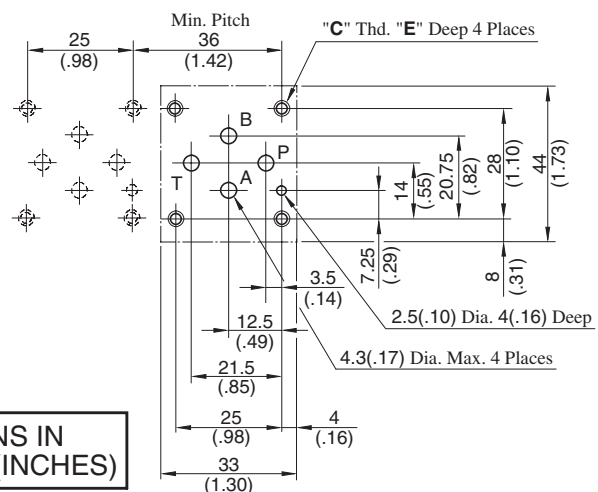 Min. Pitch
"C" Thd. "E" Deep 4 Places
25
(.98)
36
(1.42)
B
P
T
A
14
(.55)
20.75
(.82)
28
(1.10)
44
(1.73)
7.25
(.29)
8
(.31)
3.5
(.14)
2.5(.10) Dia. 4(.16) Deep
12.5
(.49)
4.3(.17) Dia. Max. 4 Places
21.5
(.85)
25
(.98)
4
(.16)
33
(1.30)
NS IN
(INCHES)